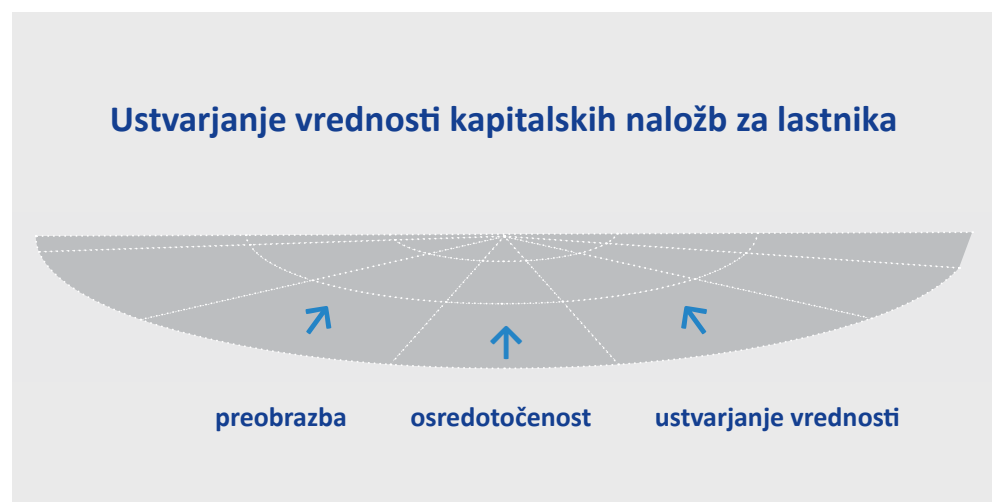 Ustvarjanje vrednosti kapitalskih naložb za lastnika
preobrazba osredotočenost ustvarjanje vrednosti